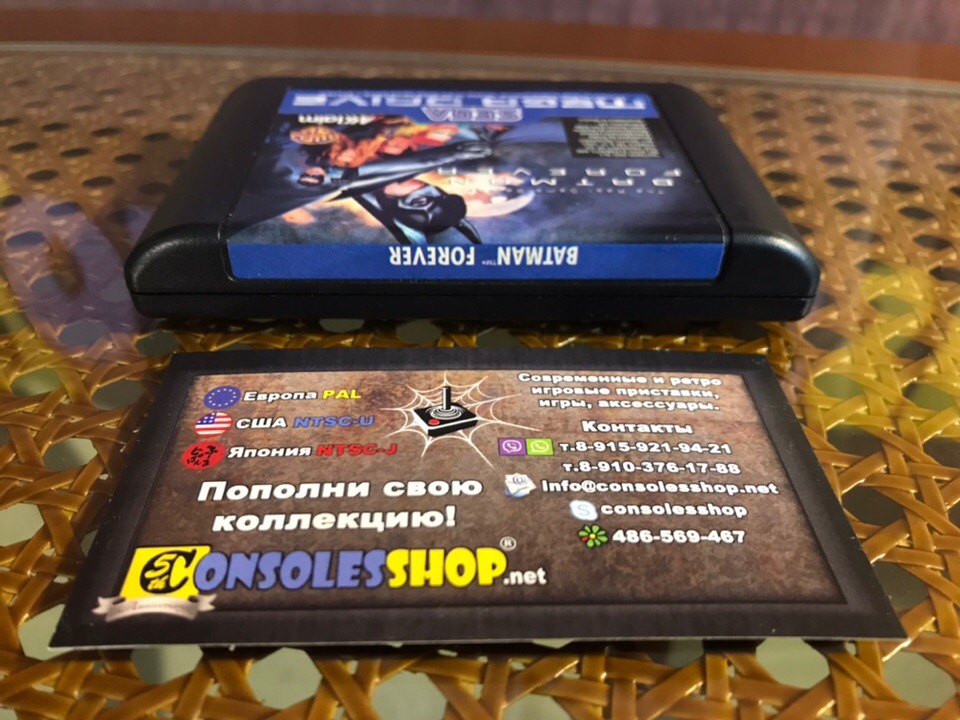 MEGA DRIVE
SEGA
Akklaim
BATMAN
FOREVER
BATMAN™ FOREVER
Европа PAL
США NTSC-U
Япония NTSC-J
Пополни свою
коллекцию!
CONSOLESSHOP.net
®
Современные и ретро
игровые приставки,
игры, аксессуары.
Контакты
т.8-915-921-94-21
т.8-910-376-17-88
info@consolesshop.net
consolesshop
486-569-467